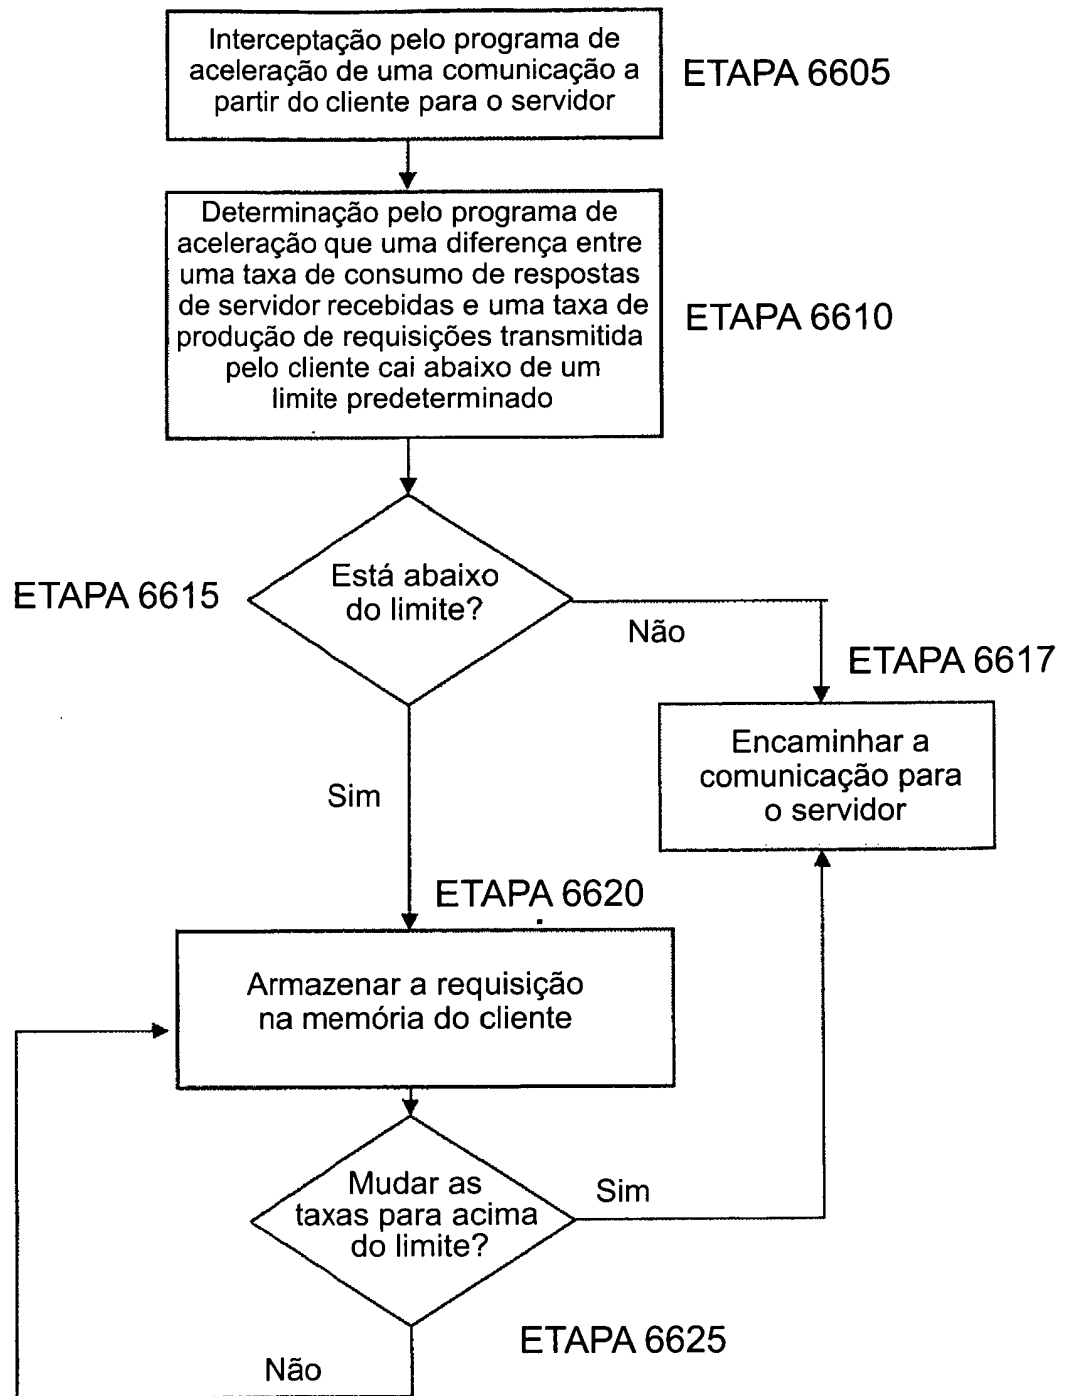 Interceptação pelo programa de
aceleração de uma comunicação a
partir do cliente para o servidor
ETAPA 6605
Determinação pelo programa de
aceleração que uma diferença entre
uma taxa de consumo de respostas
de servidor recebidas e uma taxa de
produção de requisições transmitida
pelo cliente cai abaixo de um
limite predeterminado
ETAPA 6610
ETAPA 6615
Está abaixo
do limite?
Não
ETAPA 6617
Encaminhar a
comunicação para
o servidor
Sim
ETAPA 6620
Armazenar a requisição
na memória do cliente
Mudar as
taxas para acima
do limite?
Sim
ETAPA 6625
Não